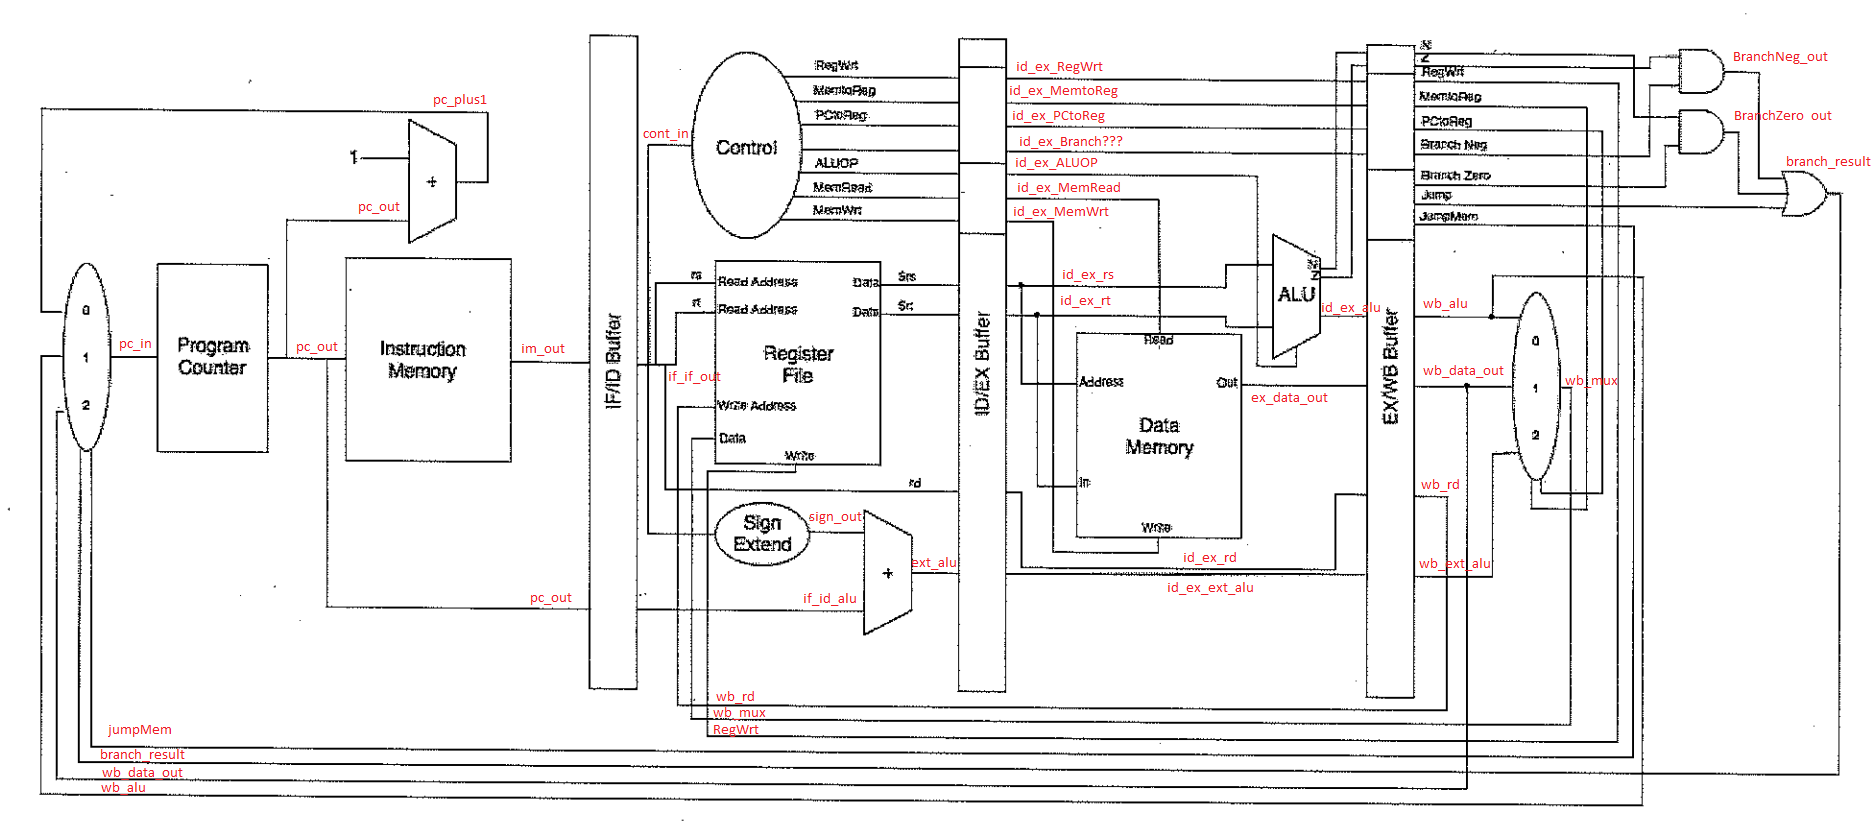 pc_plus1
1
+
pc_out
0
1
2
pc_in
Program
Counter
pc_out
Instruction
Memory
im_out
pc_out
IF/ID Buffer
cont_in
Control
RegWrt
MemtoReg
PCtoReg
ALUOP
MemRead
MemWrt
rs
rt
Read Address
Read Address
Data
Data
$rs
$rt
Register
File
if_if_out
Write Address
Data
Write
rd
Sign
Extend
sign_out
+
ext_alu
if_id_alu
ID/EX Buffer
id_ex_RegWrt
id_ex_MemtoReg
id_ex_PCtoReg
id_ex_Branch???
id_ex_ALUOP
id_ex_MemRead
id_ex_MemWrt
id_ex_rs
id_ex_rt
ALU
N
Z
id_ex_alu
Read
Address
Out
Data
Memory
In
Write
ex_data_out
id_ex_rd
id_ex_ext_alu
EX/WB Buffer
N
Z
RegWrt
MemtoReg
PCtoReg
Branch Neg
Branch Zero
Jump
JumpMem
BranchNeg_out
BranchZero_out
branch_result
wb_alu
wb_data_out
wb_rd
wb_ext_alu
0
1
2
wb_mux
wb_rd
wb_mux
RegWrt
jumpMem
branch_result
wb_data_out
wb_alu